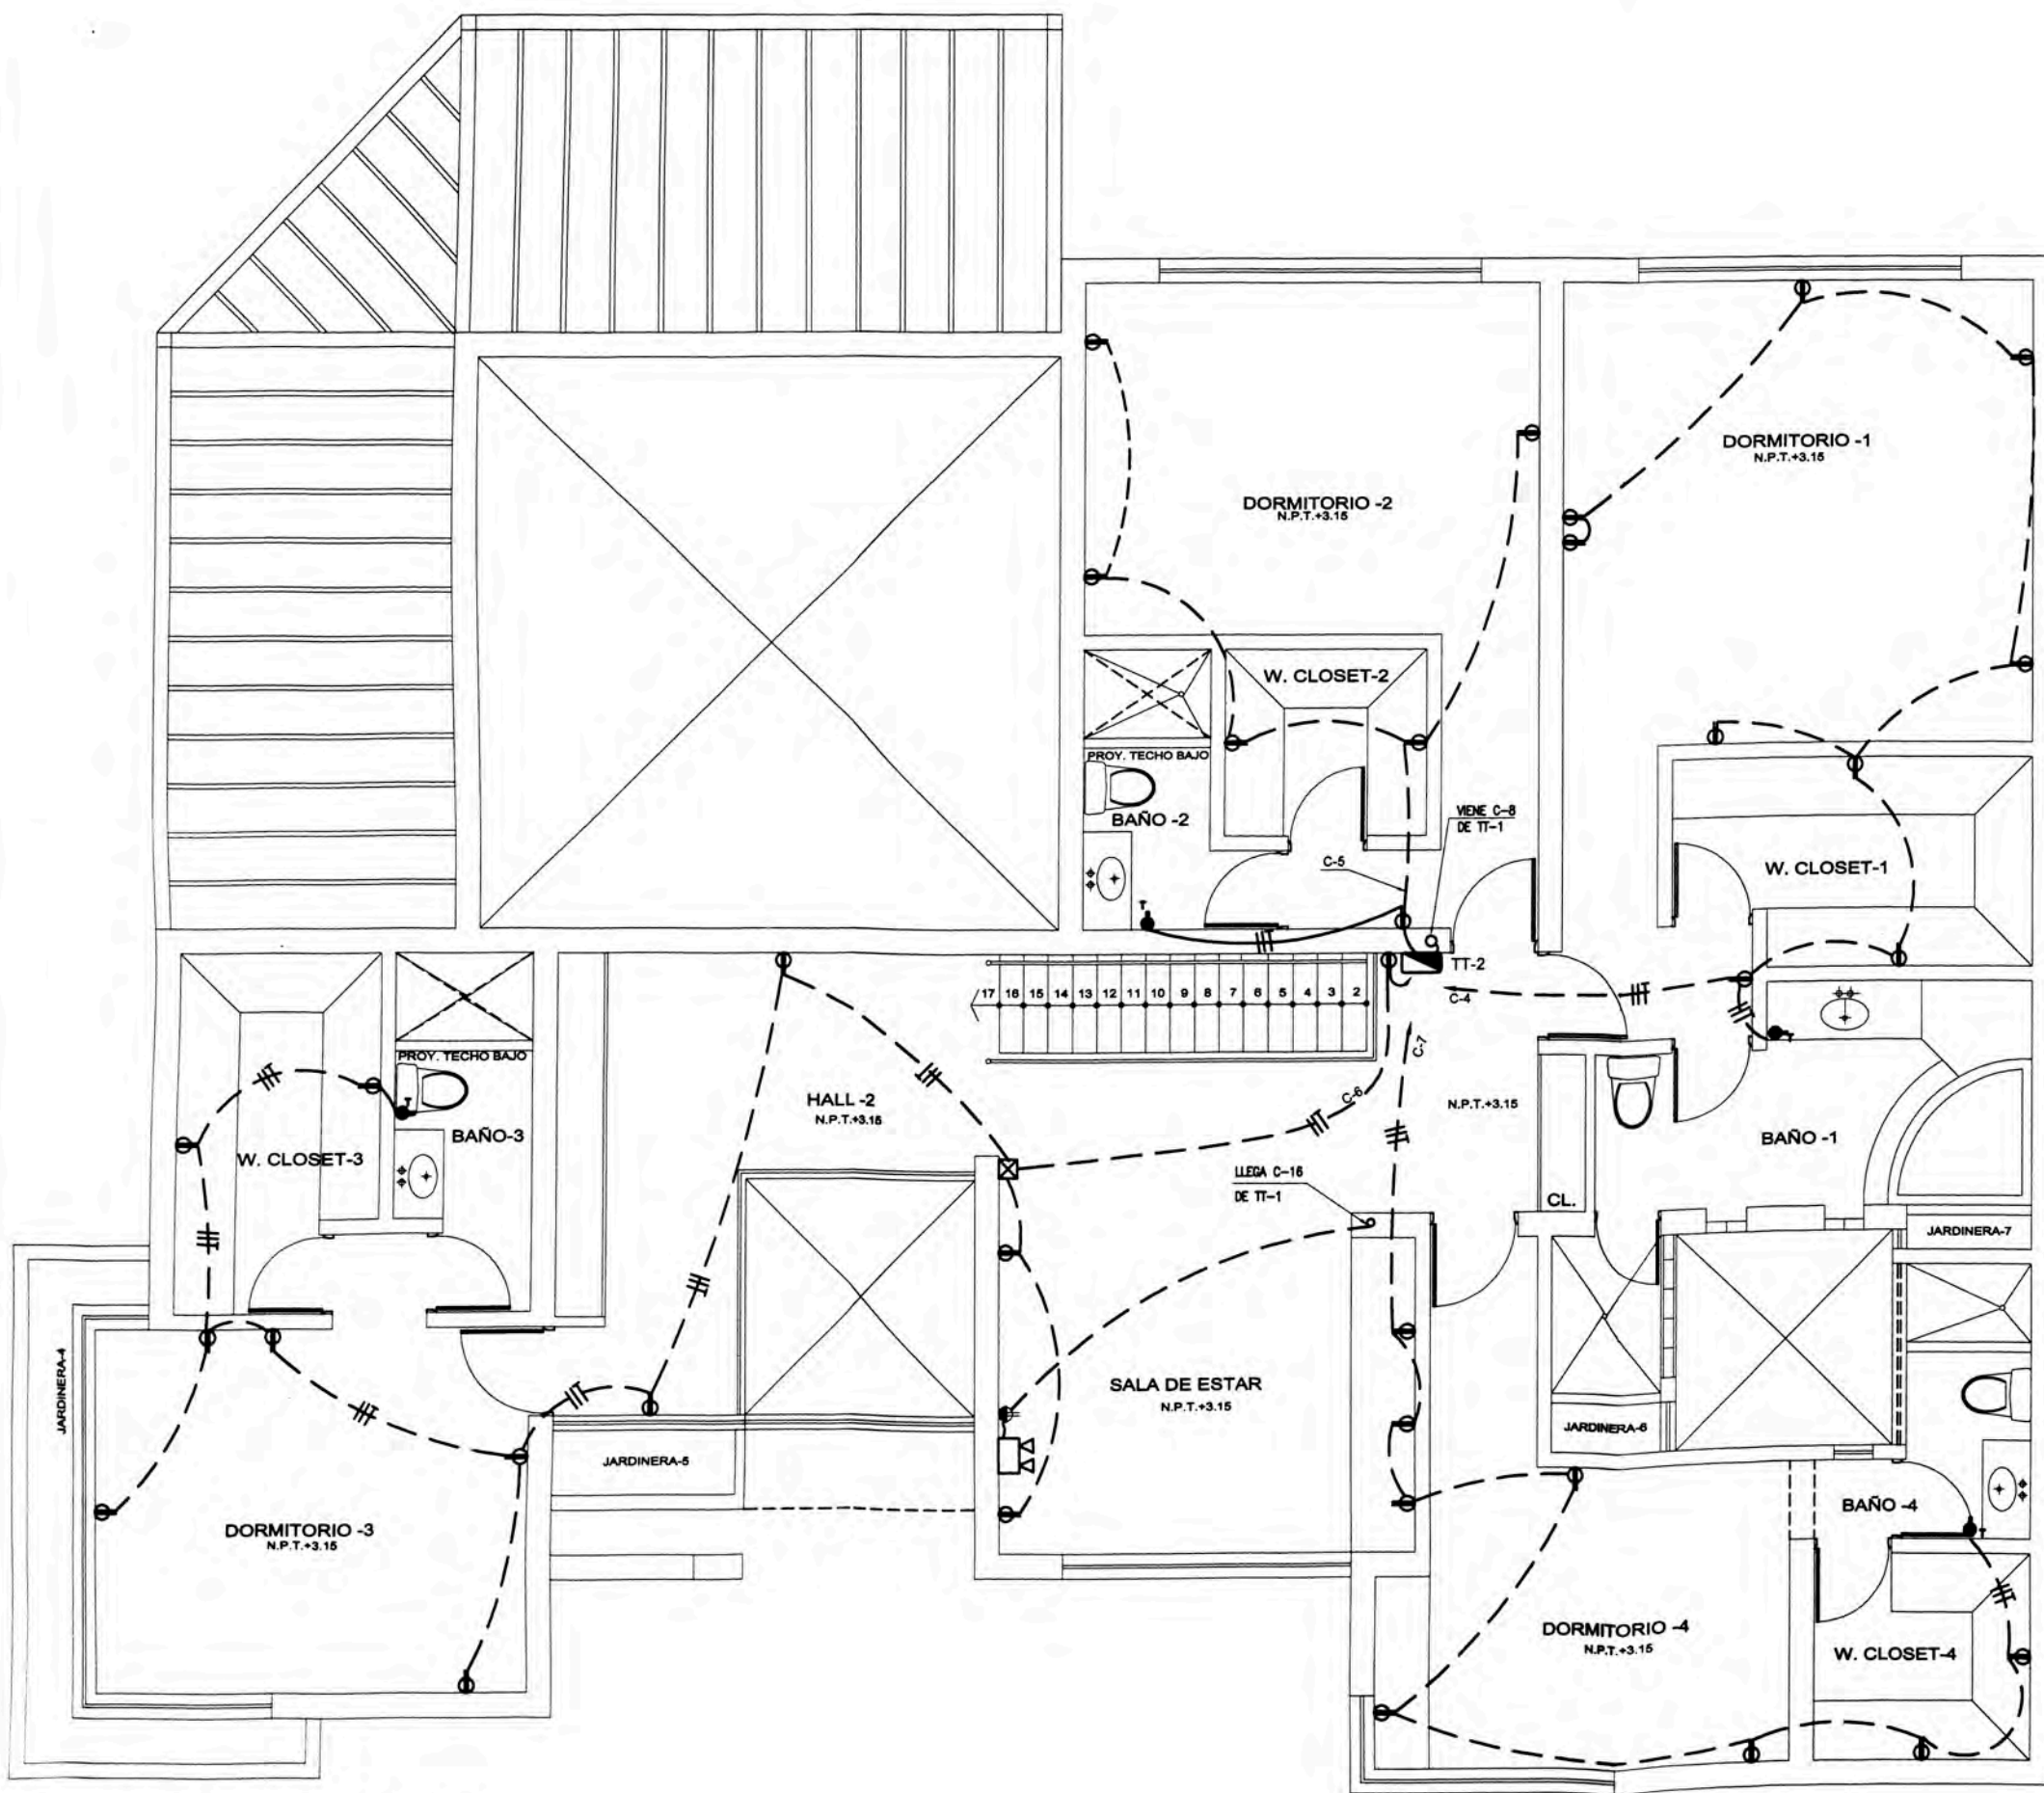 DORMITORIO -1
N.P.T.+3.15
DORMITORIO -2
N.P.T.+3.15
W. CLOSET-2
PROY. TECHO BAJO
BAÑO -2
VIENE C-8
DE TT-1
C-5
W. CLOSET-1
T
TT-2
C-4
17 16 15 14 13 12 11 10 9 8 7 6 5 4 3 2
T
C-7
PROY. TECHO BAJO
T
HALL -2
N.P.T.+3.15
C-6
N.P.T.+3.15
BAÑO-3
BAÑO -1
W. CLOSET-3
LLEGA C-16
DE TT-1
CL.
JARDINERA-7
JARDINERA-4
SALA DE ESTAR
N.P.T.+3.15
JARDINERA-6
JARDINERA-5
BAÑO -4
T
DORMITORIO -3
N.P.T.+3.15
DORMITORIO -4
N.P.T.+3.15
W. CLOSET-4